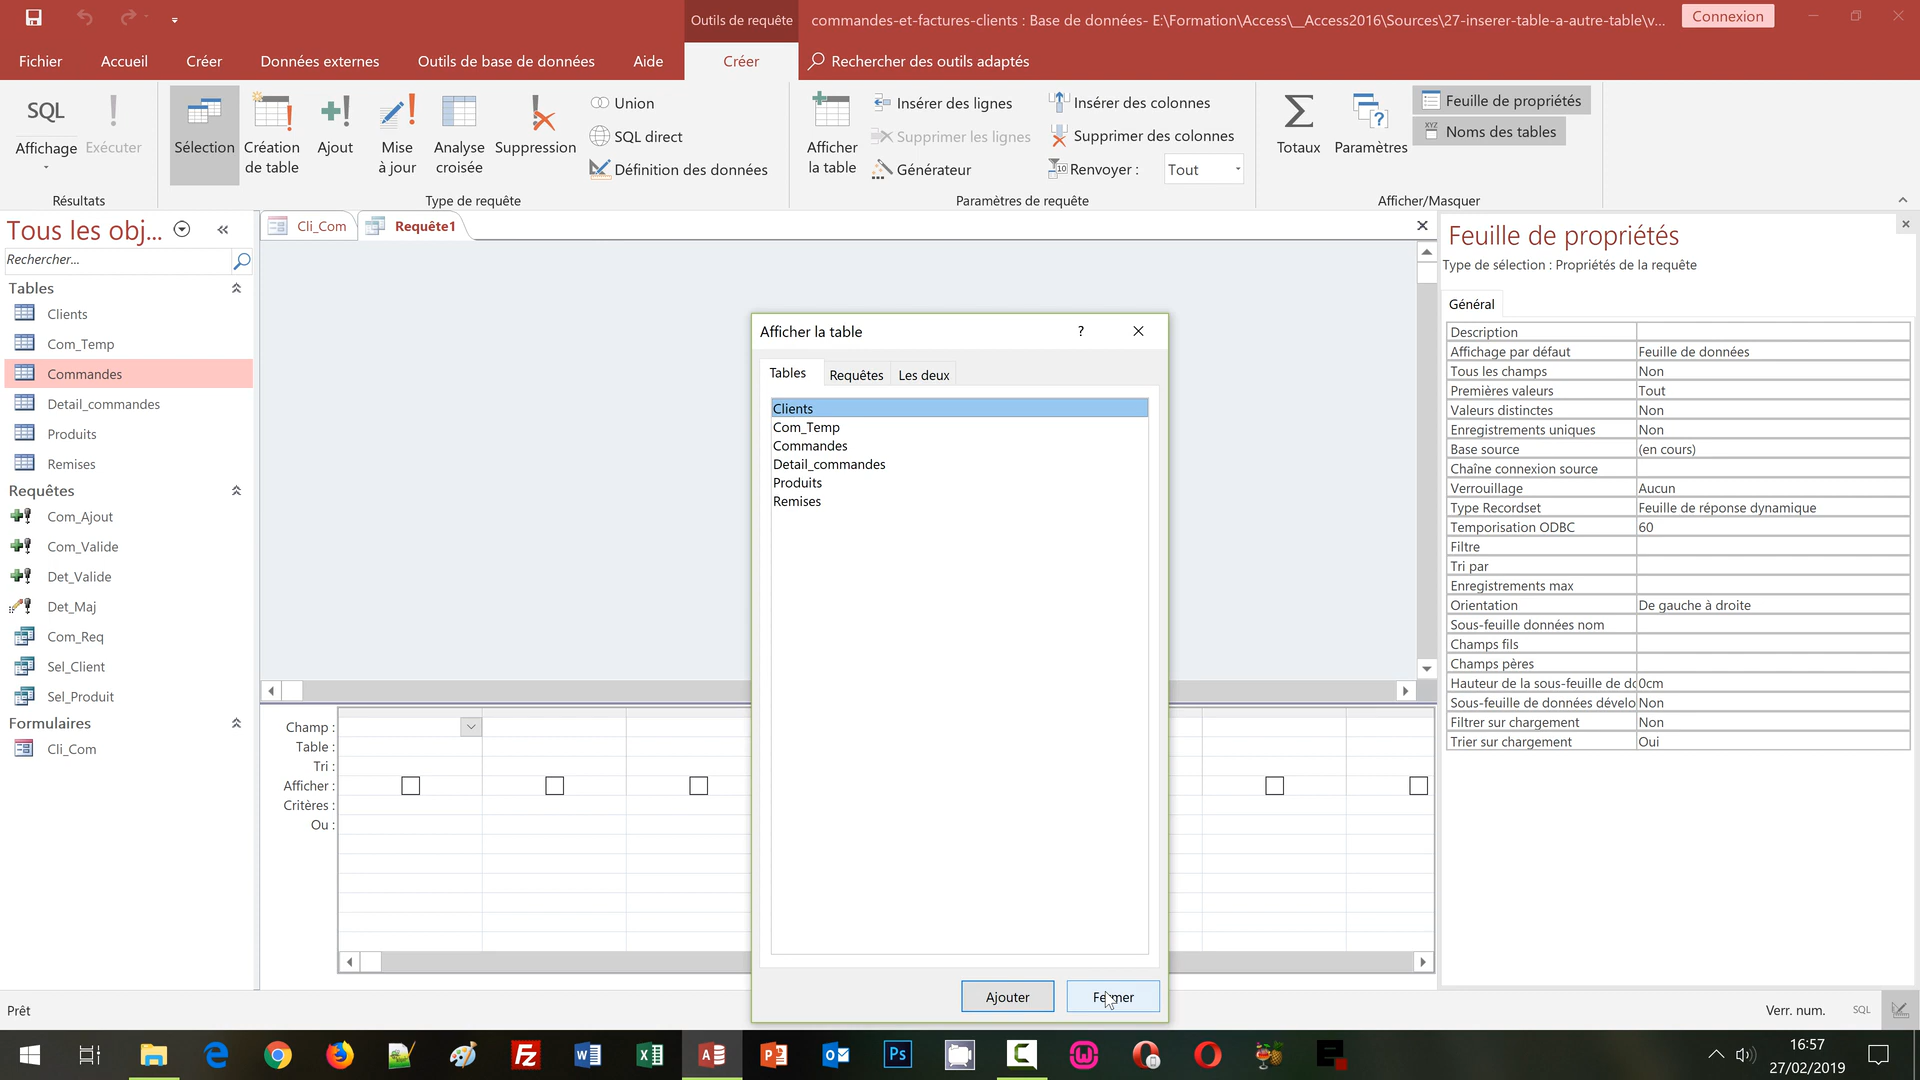 Outils de requête
commandes-et-factures-clients : Base de données- E:\Formation\Access\__Access2016\Sources\27-inserer-table-a-autre-table\v...
Connexion
Fichier
Accueil
Créer
Données externes
Outils de base de données
Aide
Créer
Rechercher des outils adaptés
SQL
Affichage
Exécuter
Résultats
Sélection
Création
de table
Ajout
Mise
à jour
Analyse
croisée
Suppression
Union
SQL direct
Définition des données
Type de requête
Afficher
la table
Insérer des lignes
Supprimer les lignes
Générateur
Insérer des colonnes
Supprimer des colonnes
Renvoyer :
Tout
Paramètres de requête
Totaux
Paramètres
Feuille de propriétés
Noms des tables
Afficher/Masquer
Tous les obj...
Rechercher...
Tables
Clients
Com_Temp
Commandes
Detail_commandes
Produits
Remises
Requêtes
Com_Ajout
Com_Valide
Det_Valide
Det_Maj
Com_Req
Sel_Client
Sel_Produit
Formulaires
Cli_Com
Cli_Com
Requête1
Champ :
Table :
Tri :
Afficher :
Critères :
Ou :
Afficher la table
?
Tables
Requêtes
Les deux
Clients
Com_Temp
Commandes
Detail_commandes
Produits
Remises
Ajouter
Fermer
Feuille de propriétés
Type de sélection : Propriétés de la requête
Général
Description
Affichage par défaut Feuille de données
Tous les champs Non
Premières valeurs Tout
Valeurs distinctes Non
Enregistrements uniques Non
Base source (en cours)
Chaîne connexion source
Verrouillage Aucun
Type Recordset Feuille de réponse dynamique
Temporisation ODBC 60
Filtre
Tri par
Enregistrements max
Orientation De gauche à droite
Sous-feuille données nom
Champs fils
Champs pères
Hauteur de la sous-feuille de do 0cm
Sous-feuille de données dévelo Non
Filtrer sur chargement Non
Trier sur chargement Oui
Prêt
Verr. num.
SQL
16:57
27/02/2019